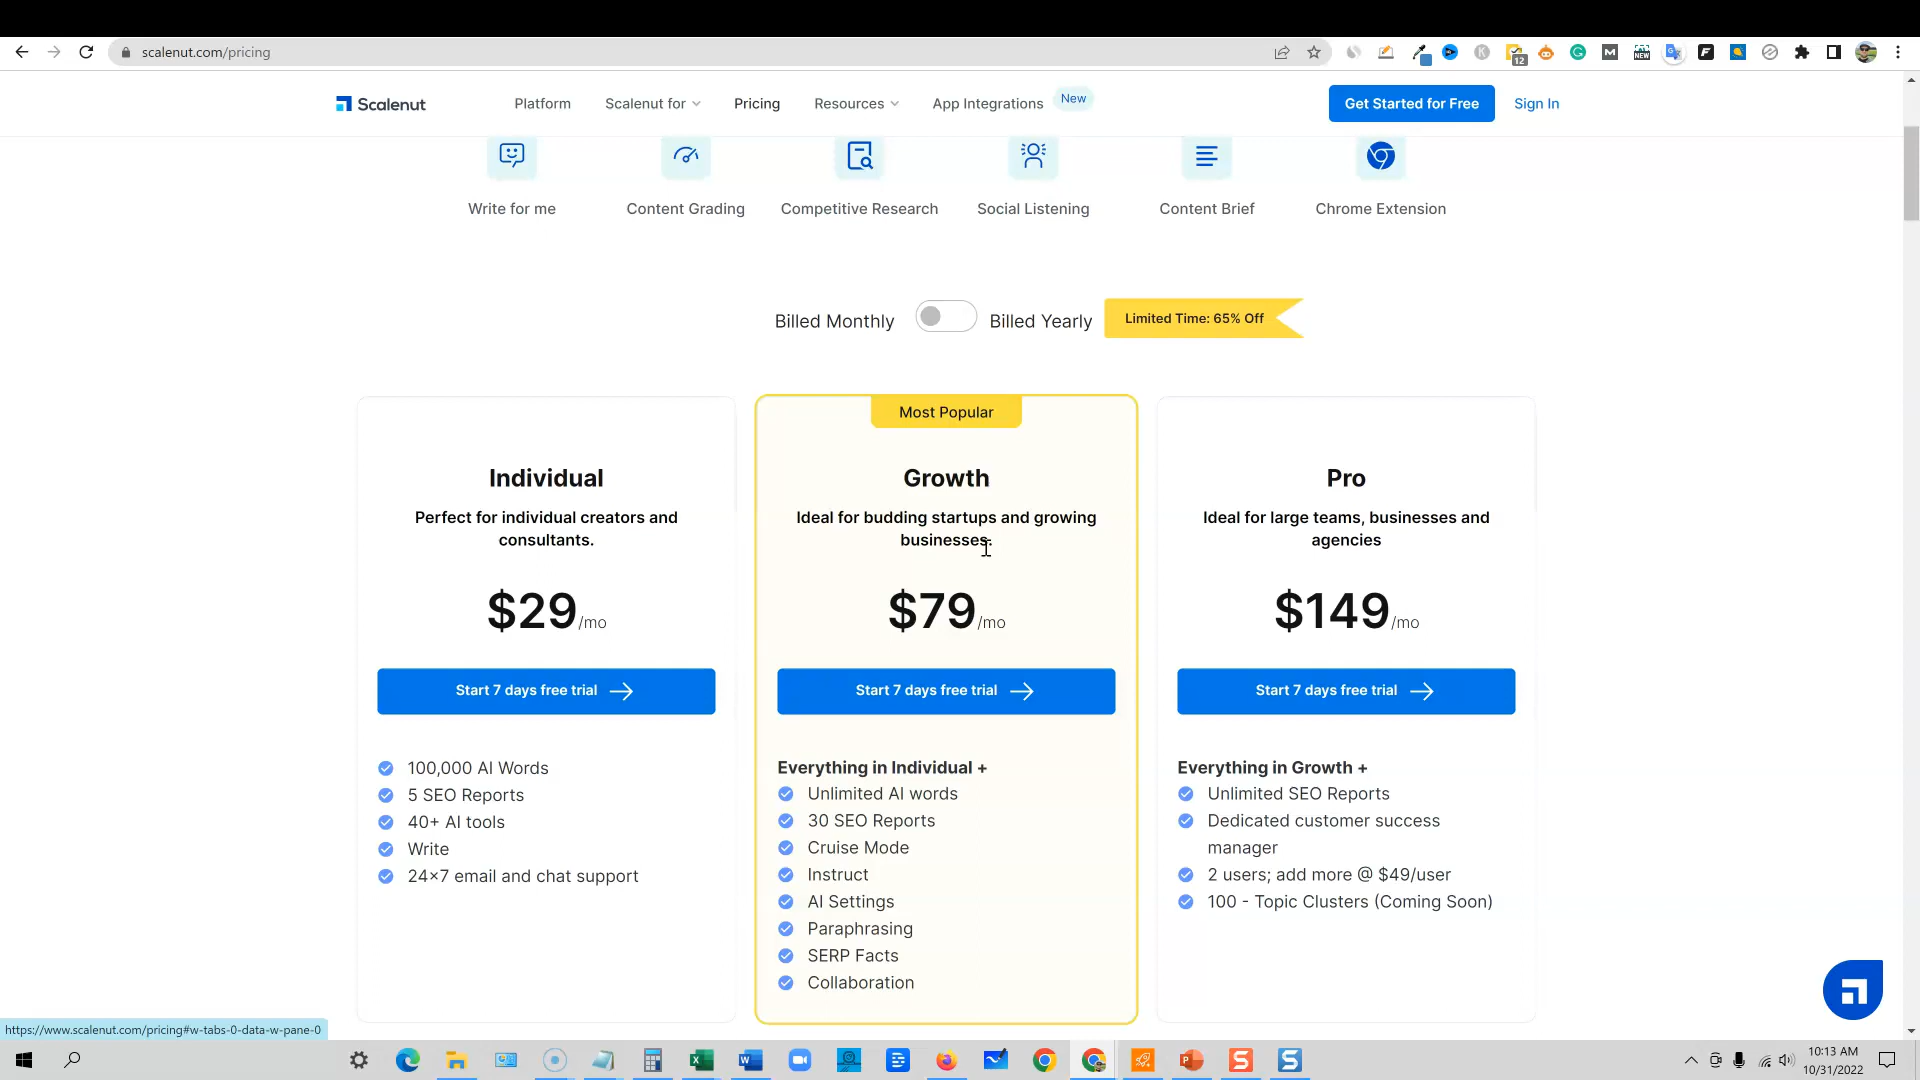 scalenut.com/pricing
12
NEW
Scalenut
Platform
Scalenut for
Pricing
Resources
App Integrations
New
Get Started for Free
Sign In
Write for me
Content Grading
Competitive Research
Social Listening
Content Brief
Chrome Extension
Billed Monthly
Billed Yearly
Limited Time: 65% Off
Individual
Perfect for individual creators and
consultants.
$29/mo
Start 7 days free trial
100,000 AI Words
5 SEO Reports
40+ AI tools
Write
24×7 email and chat support
Most Popular
Growth
Ideal for budding startups and growing
businesses.
$79/mo
Start 7 days free trial
Everything in Individual +
Unlimited AI words
30 SEO Reports
Cruise Mode
Instruct
AI Settings
Paraphrasing
SERP Facts
Collaboration
Pro
Ideal for large teams, businesses and
agencies
$149/mo
Start 7 days free trial
Everything in Growth +
Unlimited SEO Reports
Dedicated customer success
manager
2 users; add more @ $49/user
100 - Topic Clusters (Coming Soon)
https://www.scalenut.com/pricing#w-tabs-0-data-w-pane-0
10:13 AM
10/31/2022